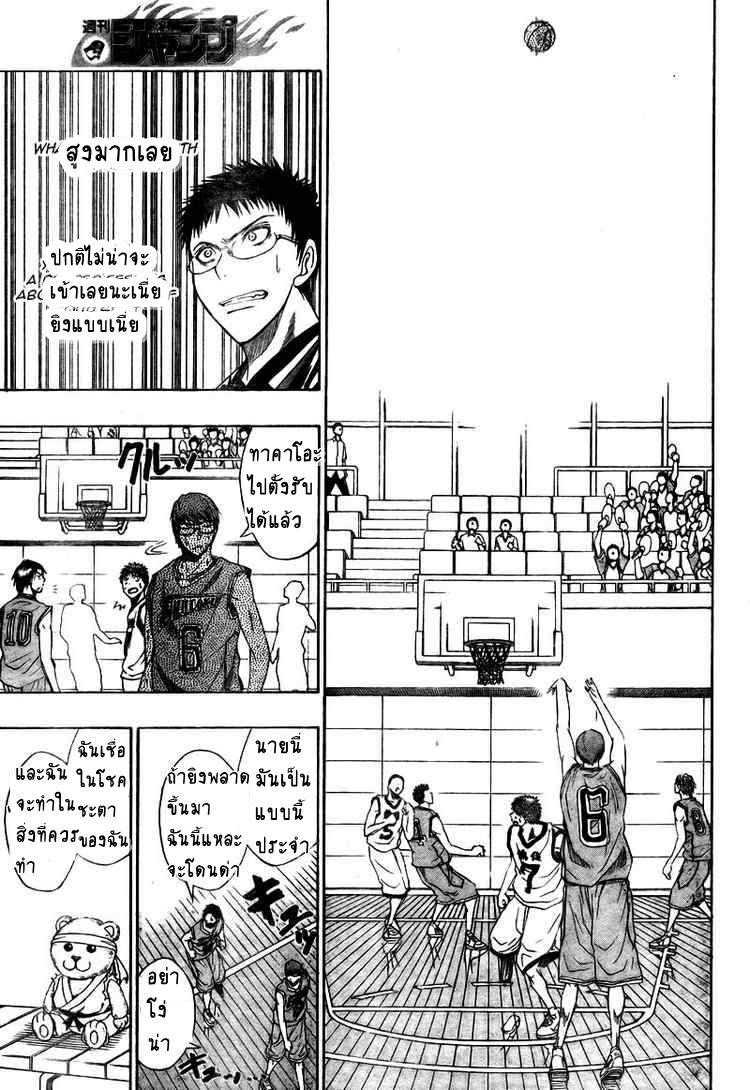 週刊
ジャンプ
สูงมากเลย
ปกติไม่น่าจะ
เข้าเลยนะเนี่ย
ยิงแบบเนี่ย
クルッ
ทาคาโอะ
ไปตั้งรับ
ได้แล้ว
10
6
5
4
7
6
8
นายนี่
มันเป็น
แบบนี้
ประจำ
ถ้ายิงพลาด
ขึ้นมา
ฉันนี้แหละ
จะโดนด่า
อย่า
โง่
น่า
ฉันเชื่อ
ในโชค
ชะตา
ของฉัน
และฉัน
จะทำใน
สิ่งที่ควร
ทำ